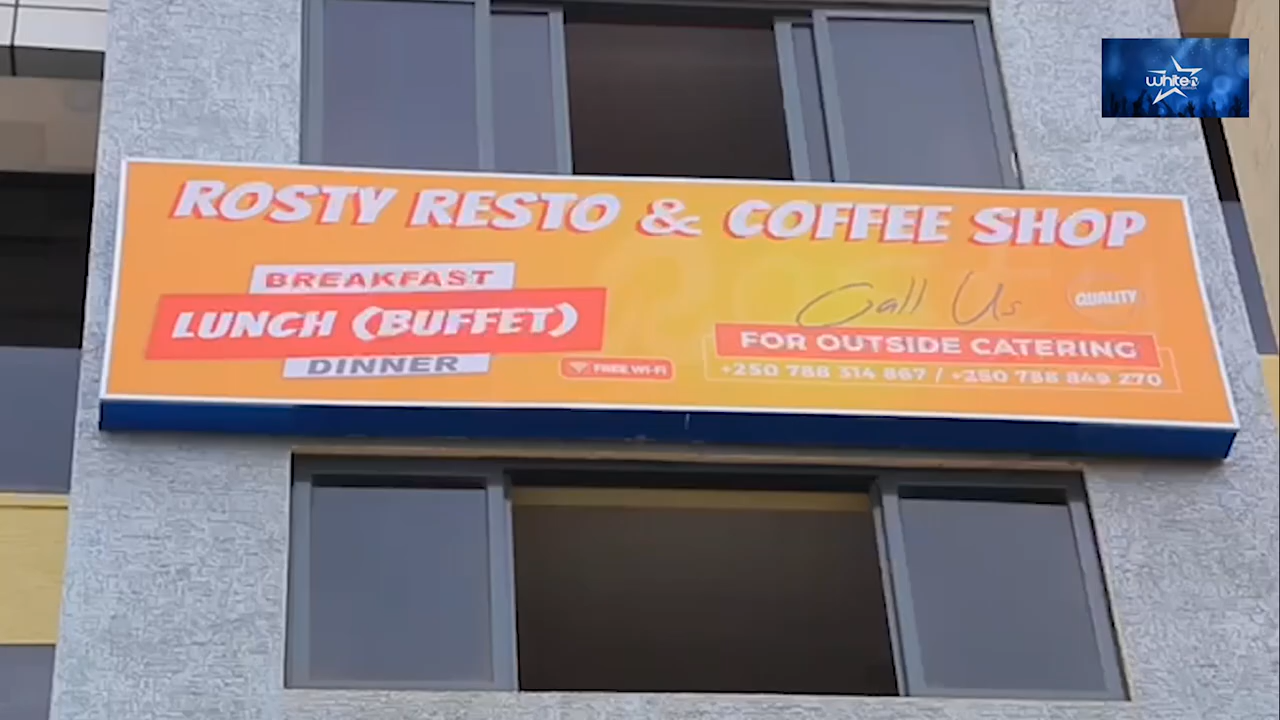 white TV
ROSTY RESTO & COFFEE SHOP
BREAKFAST
LUNCH (BUFFET)
DINNER
FREE WI-FI
Call Us
QUALITY
FOR OUTSIDE CATERING
+250 788 314 867 / +250 788 849 270